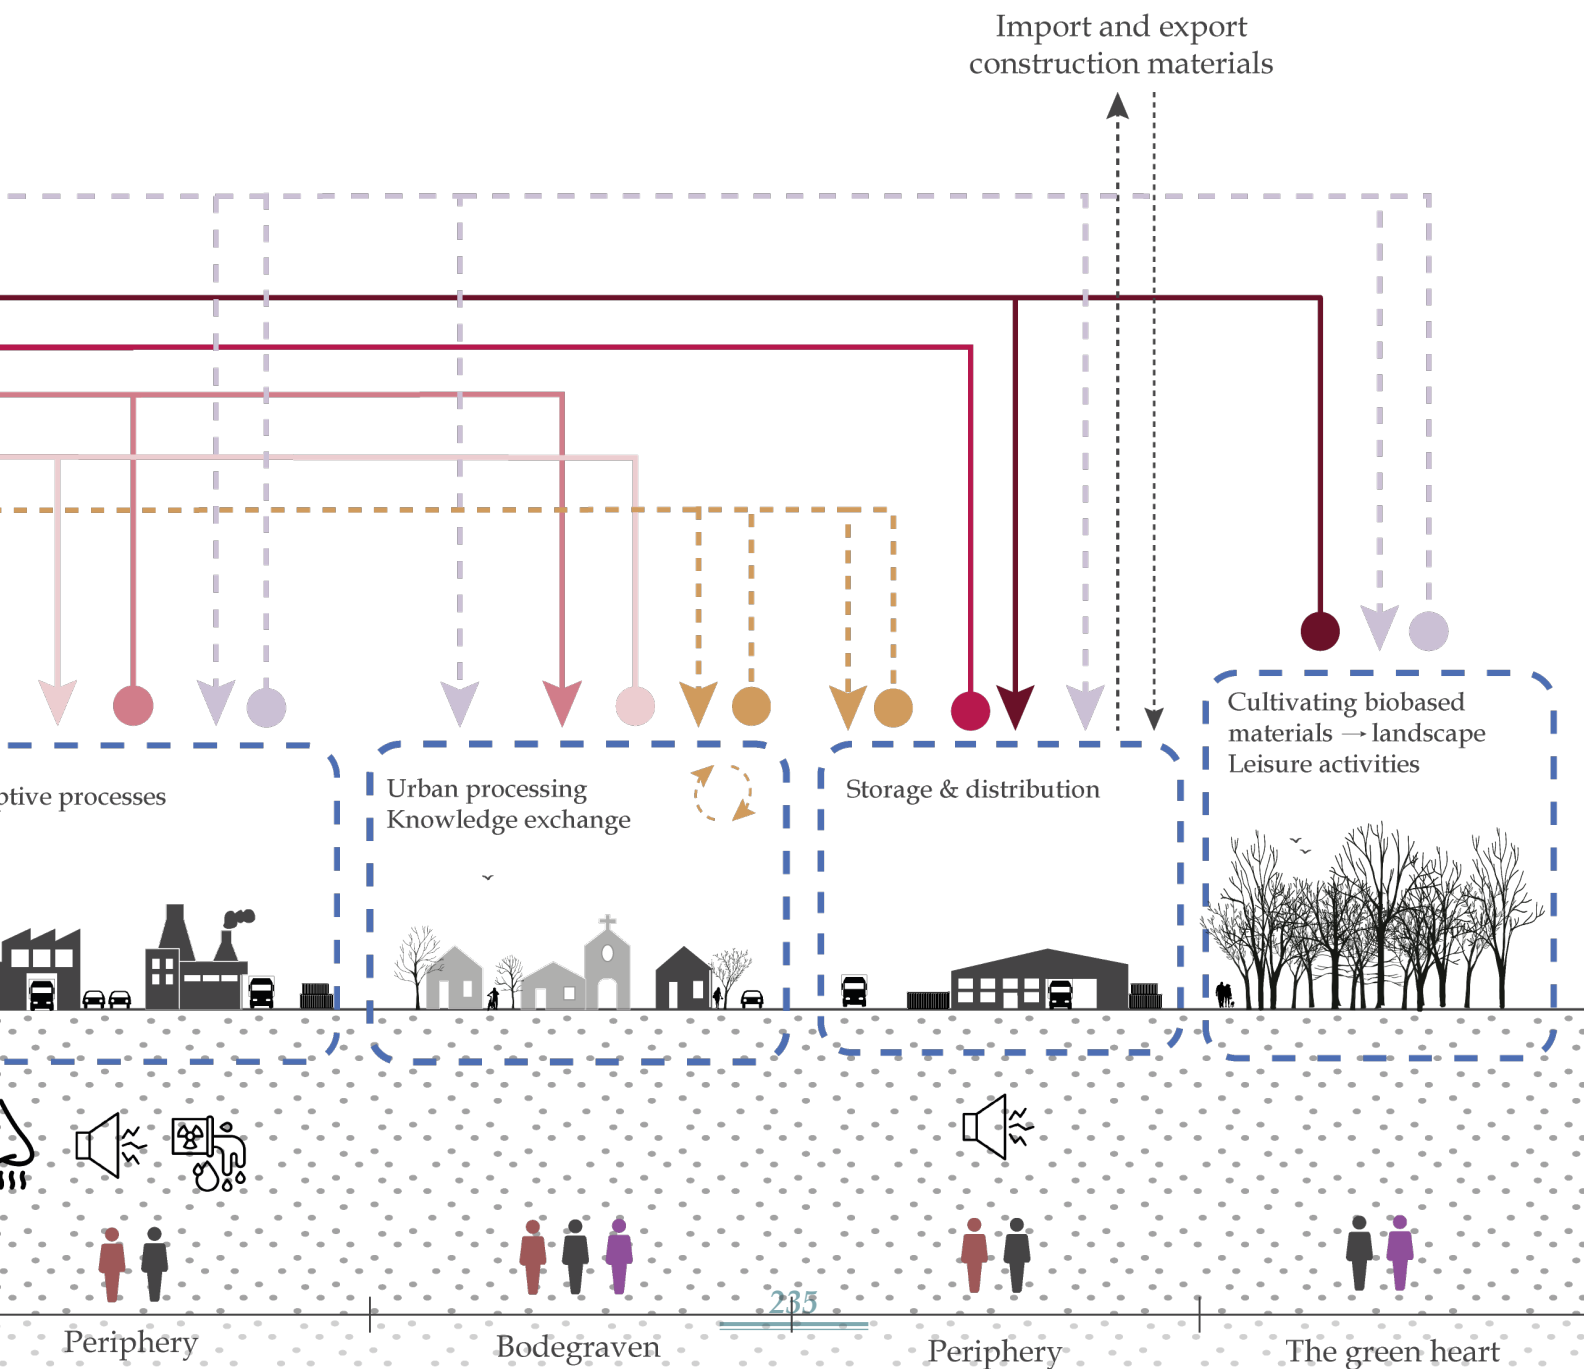 Import and export
construction materials
Cultivating biobased
materials → landscape
Leisure activities
ptive processes
Urban processing
Knowledge exchange
Storage & distribution
235
Periphery
Bodegraven
Periphery
The green heart